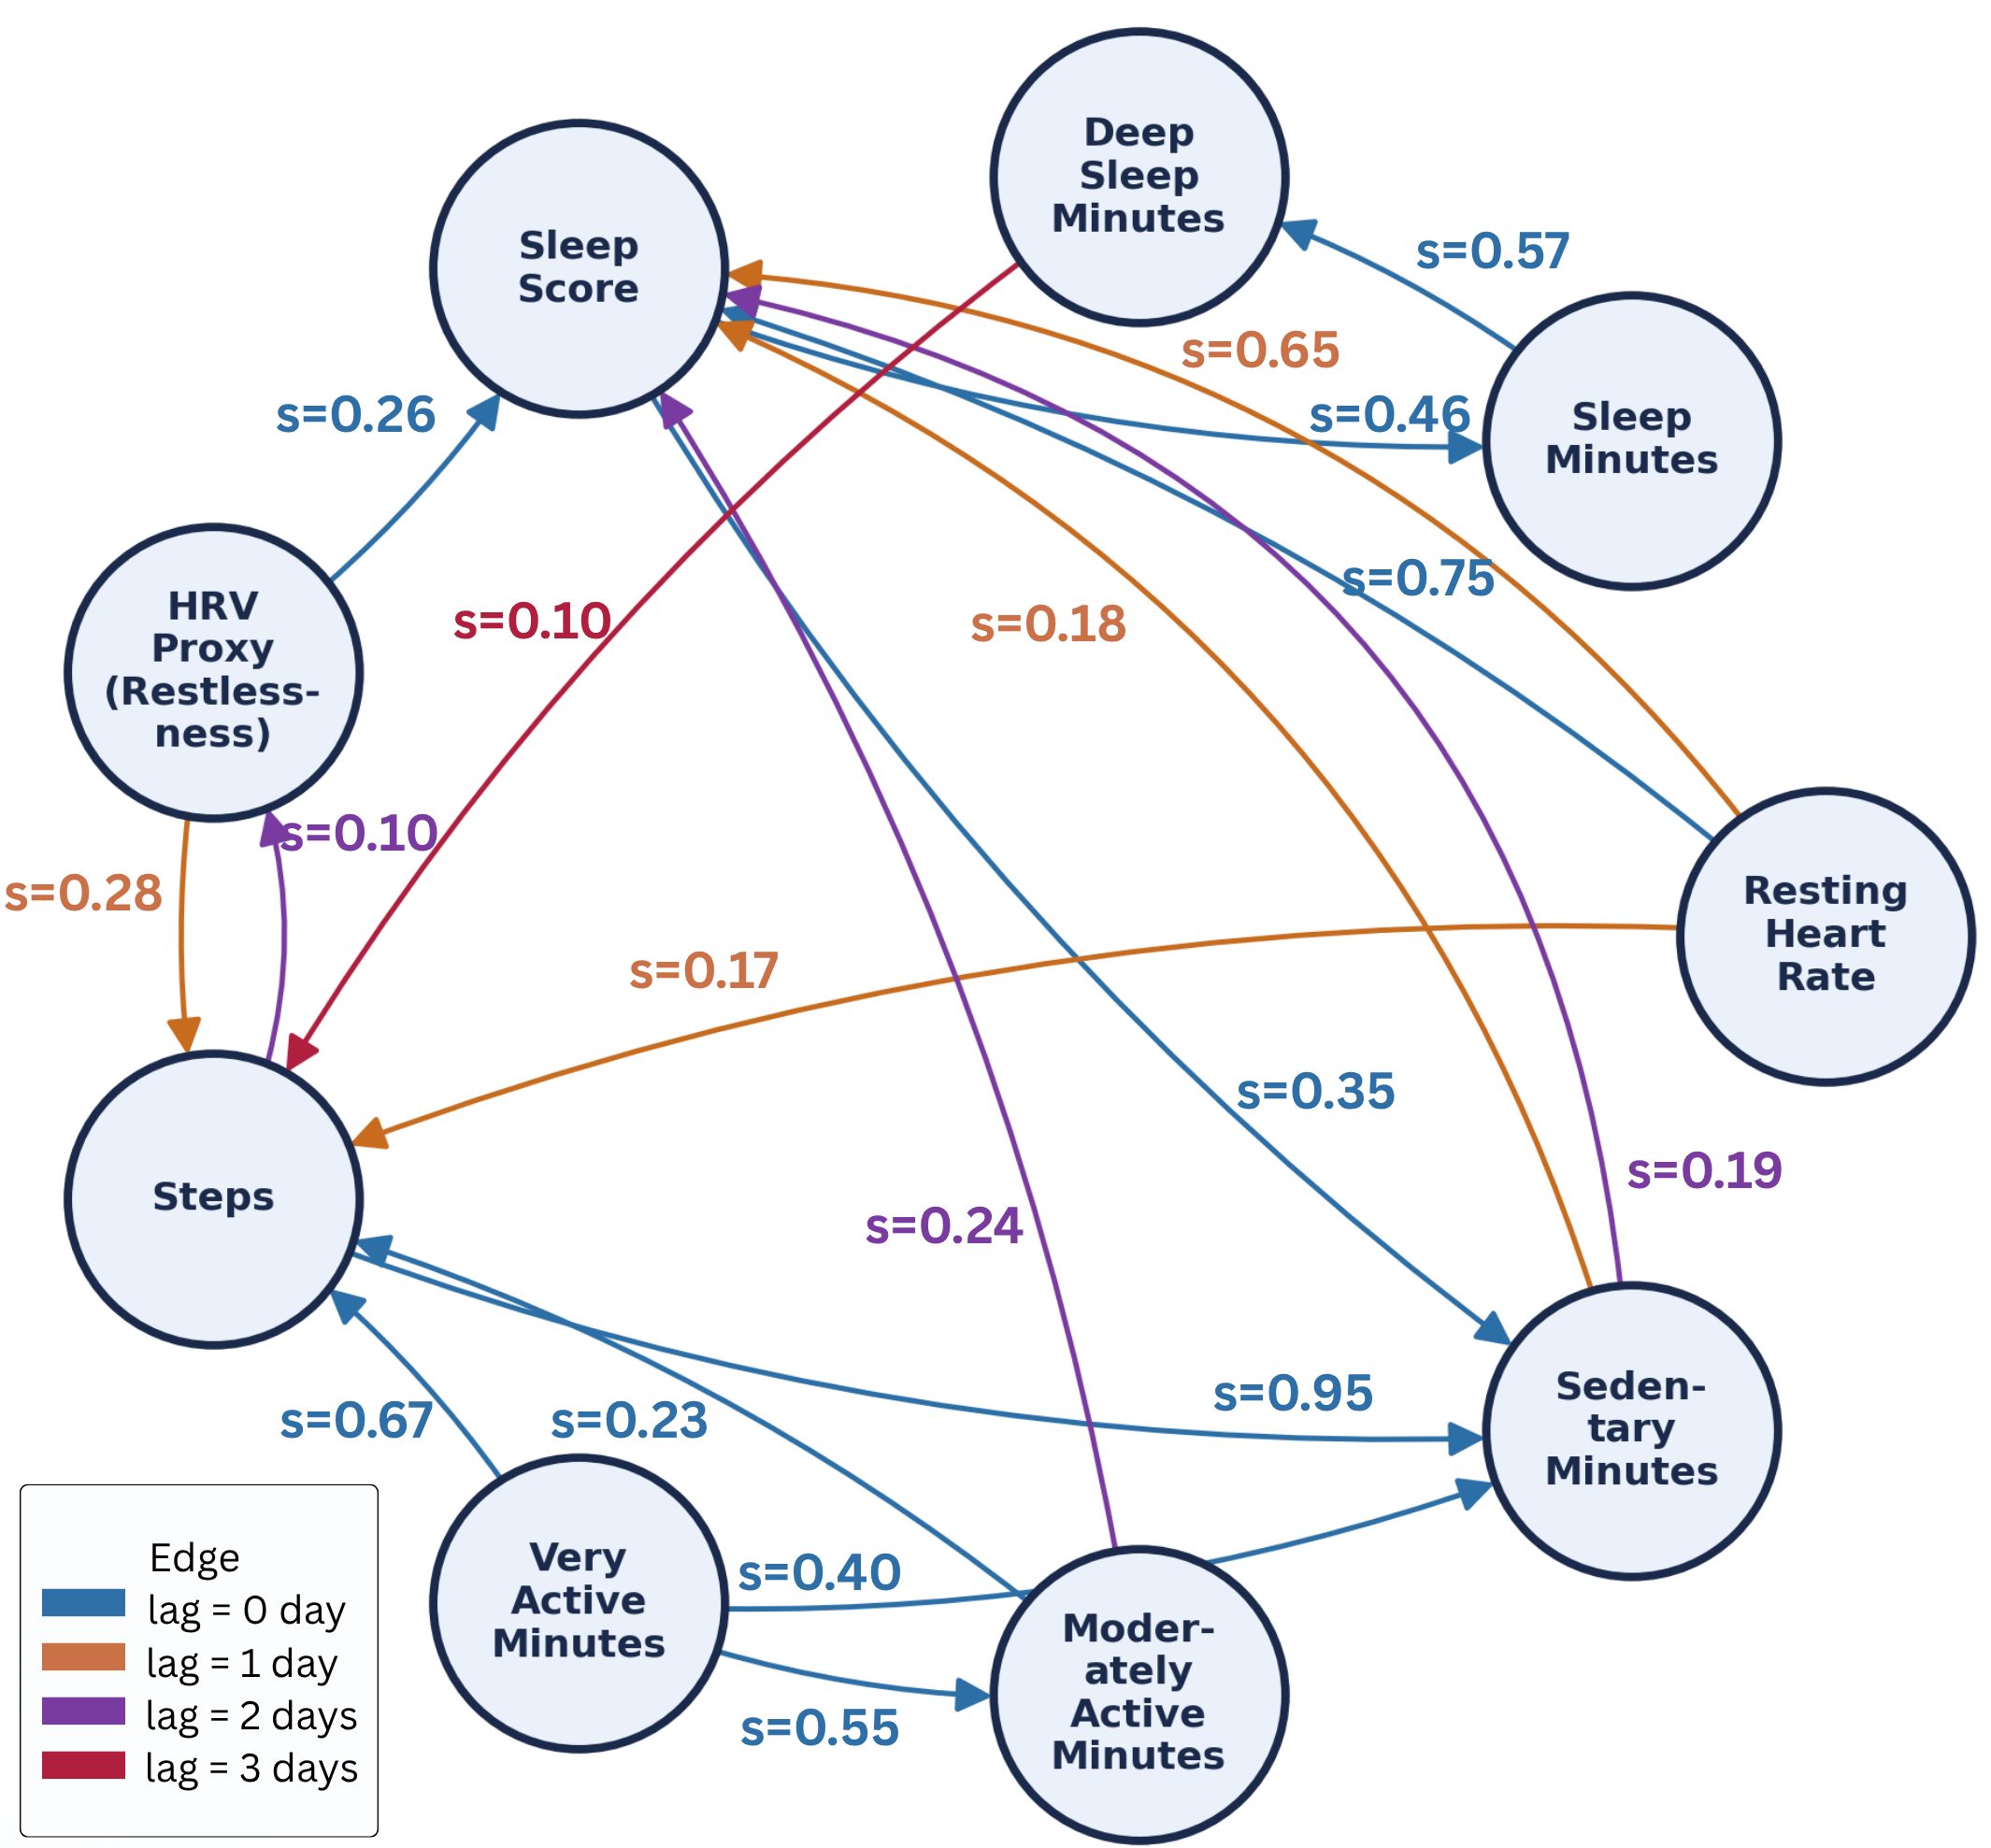 Deep
Sleep
Minutes
Sleep
Score
s=0.57
s=0.65
s=0.26
s=0.46
Sleep
Minutes
s=0.75
HRV
Proxy
(Restless-
ness)
s=0.10
s=0.18
s=0.10
s=0.28
Resting
Heart
Rate
s=0.17
s=0.35
Steps
s=0.24
s=0.19
s=0.95
s=0.67
s=0.23
Seden-
tary
Minutes
Very
Active
Minutes
s=0.40
s=0.55
Moder-
ately
Active
Minutes
Edge
lag = 0 day
lag = 1 day
lag = 2 days
lag = 3 days